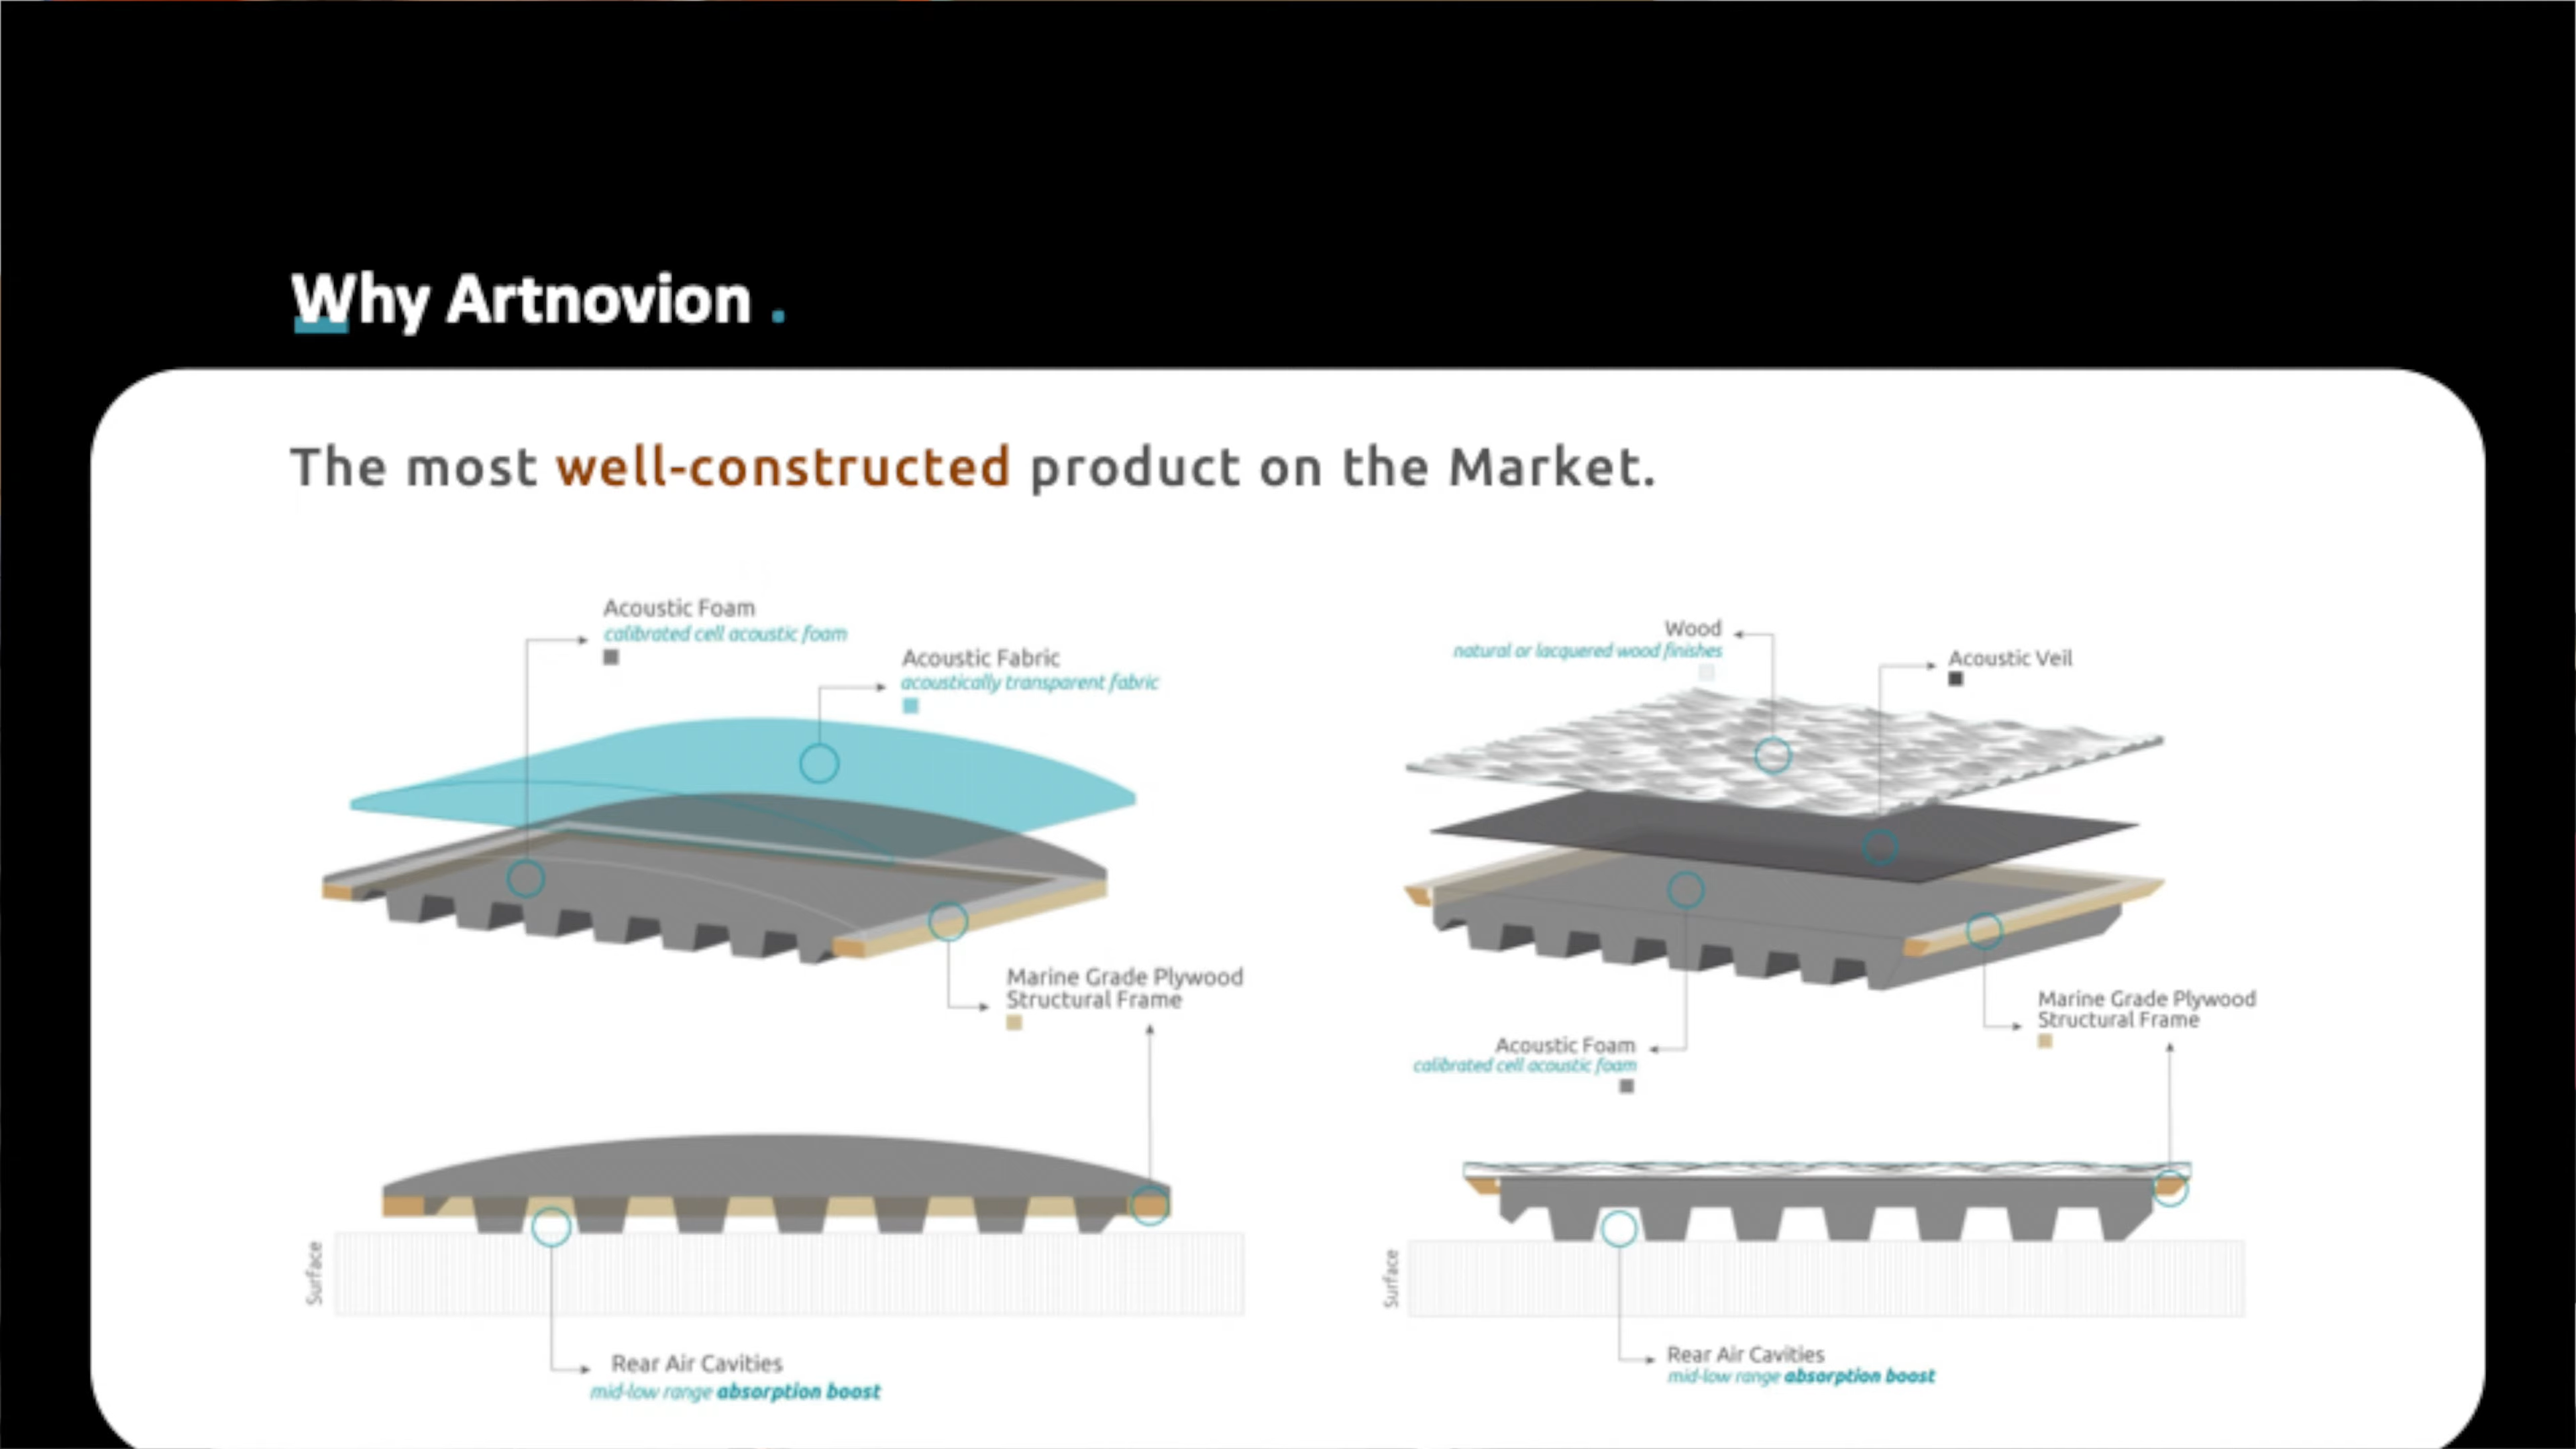 Why Artnovion .
The most well-constructed product on the Market.
Acoustic Foam
calibrated cell acoustic foam
Acoustic Fabric
acoustically transparent fabric
Marine Grade Plywood
Structural Frame
Surface
Rear Air Cavities
mid-low range absorption boost
Wood
natural or lacquered wood finishes
Acoustic Veil
Acoustic Foam
calibrated cell acoustic foam
Marine Grade Plywood
Structural Frame
Surface
Rear Air Cavities
mid-low range absorption boost